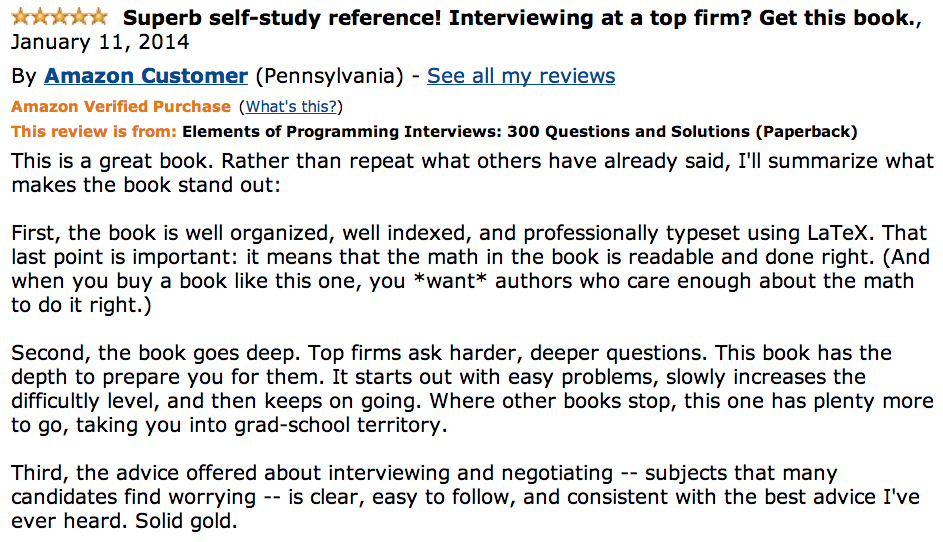 Superb self-study reference! Interviewing at a top firm? Get this book.,
January 11, 2014
By Amazon Customer (Pennsylvania) - See all my reviews
Amazon Verified Purchase (What's this?)
This review is from: Elements of Programming Interviews: 300 Questions and Solutions (Paperback)
This is a great book. Rather than repeat what others have already said, I'll summarize what
makes the book stand out:
First, the book is well organized, well indexed, and professionally typeset using LaTeX. That
last point is important: it means that the math in the book is readable and done right. (And
when you buy a book like this one, you *want* authors who care enough about the math
to do it right.)
Second, the book goes deep. Top firms ask harder, deeper questions. This book has the
depth to prepare you for them. It starts out with easy problems, slowly increases the
difficultly level, and then keeps on going. Where other books stop, this one has plenty more
to go, taking you into grad-school territory.
Third, the advice offered about interviewing and negotiating -- subjects that many
candidates find worrying -- is clear, easy to follow, and consistent with the best advice I've
ever heard. Solid gold.